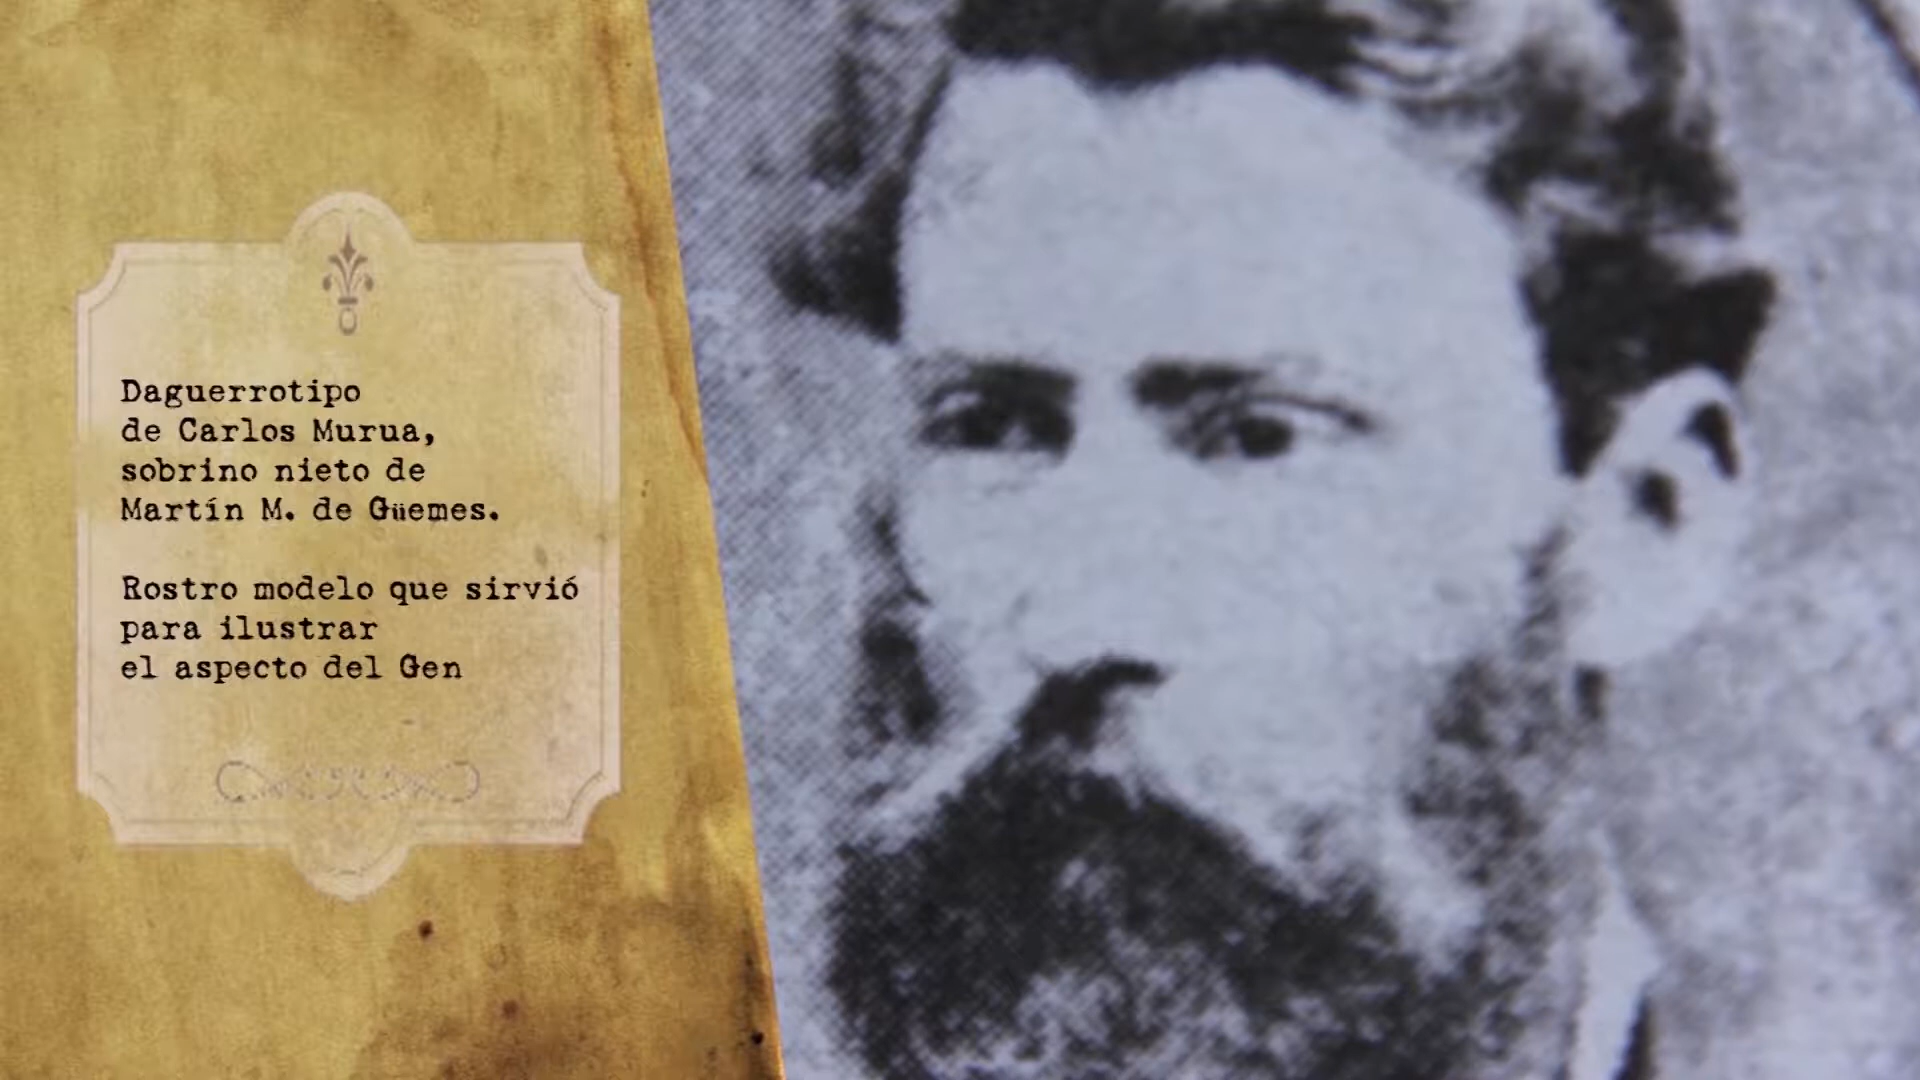 Daguerrotipo
de Carlos Murua,
sobrino nieto de
Martín M. de Güemes.
Rostro modelo que sirvió
para ilustrar
el aspecto del Gen